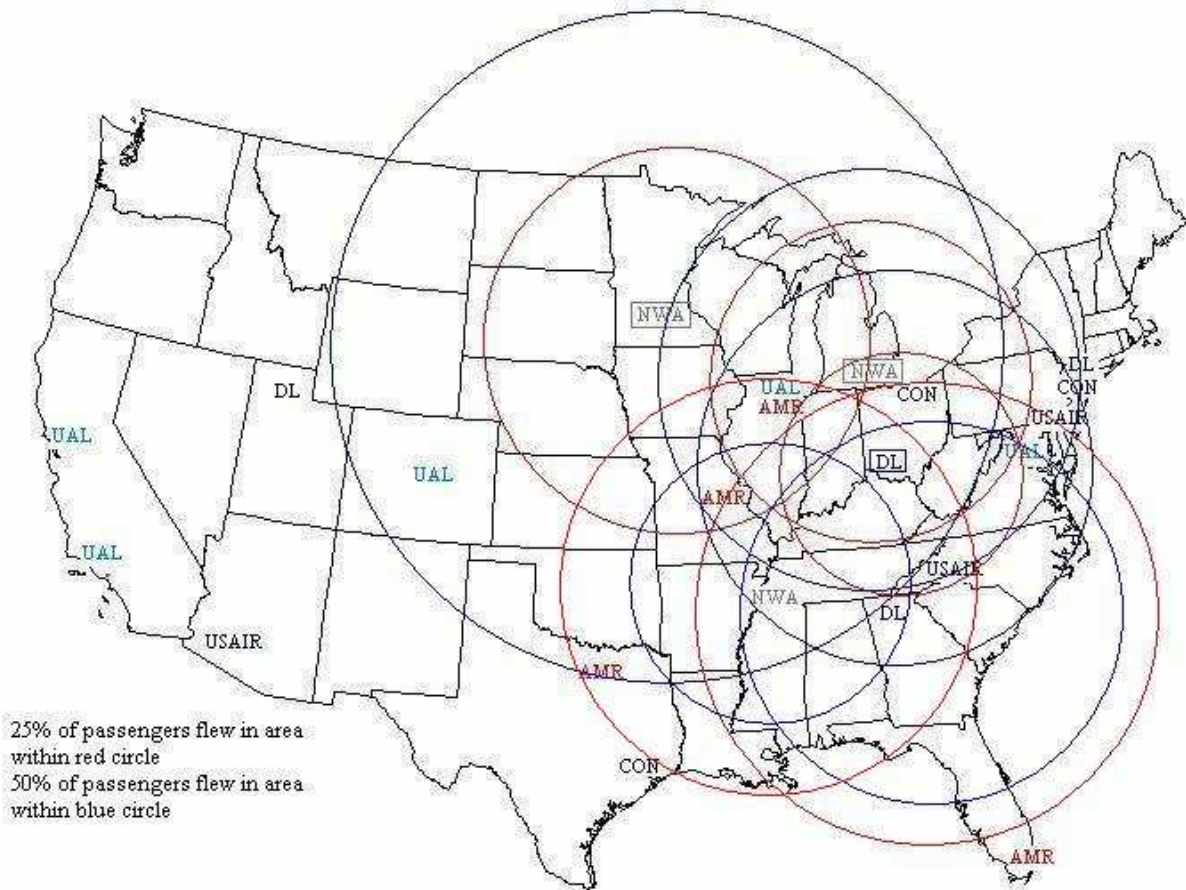 NWA
NWA
DL
UAL
CON
DL
CON
AMR
USAIR
UAL
UAL
DL
UAL
AMR
UAL
USAIR
NWA
DL
USAIR
AMR
25% of passengers flew in area
within red circle
CON
50% of passengers flew in area
within blue circle
AMR